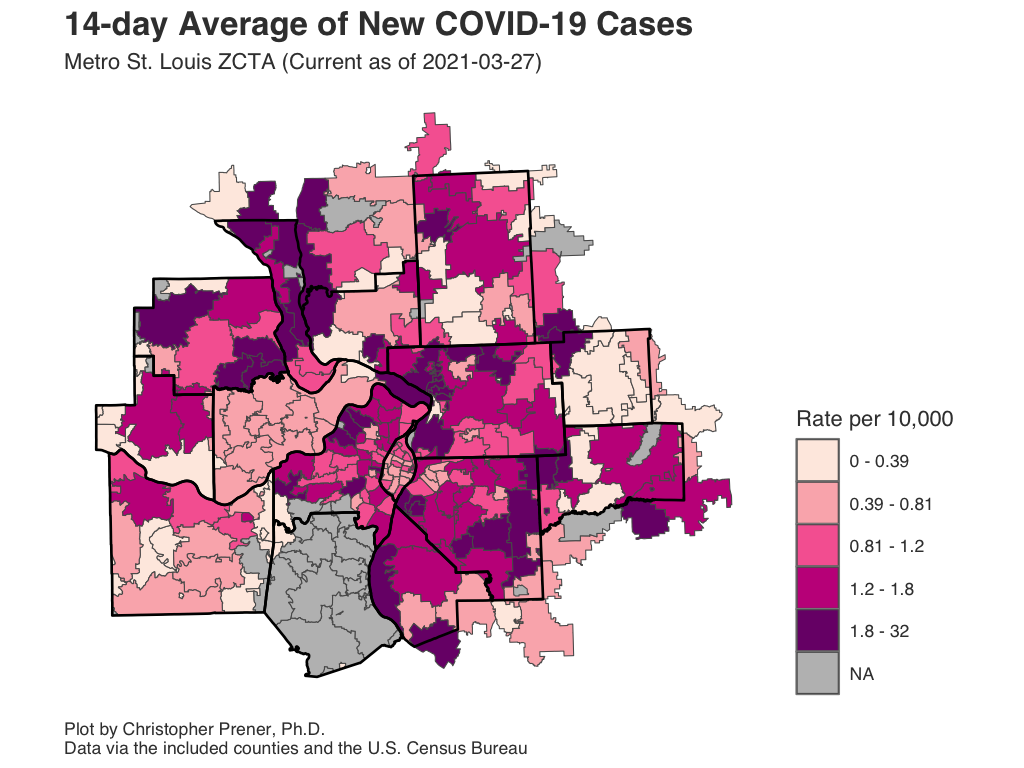 14-day Average of New COVID-19 Cases
Metro St. Louis ZCTA (Current as of 2021-03-27)
Rate per 10,000
0 - 0.39
0.39 - 0.81
0.81 - 1.2
1.2 - 1.8
1.8 - 32
NA
Plot by Christopher Prener, Ph.D.
Data via the included counties and the U.S. Census Bureau